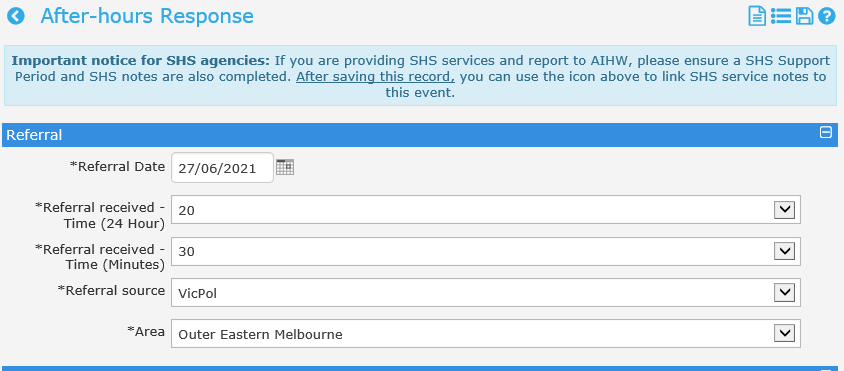 After-hours Response
Important notice for SHS agencies: If you are providing SHS services and report to AIHW, please ensure a SHS Support
Period and SHS notes are also completed. After saving this record, you can use the icon above to link SHS service notes to
this event.
Referral
*Referral Date 27/06/2021
*Referral received -
Time (24 Hour) 20
*Referral received -
Time (Minutes) 30
*Referral source VicPol
*Area Outer Eastern Melbourne